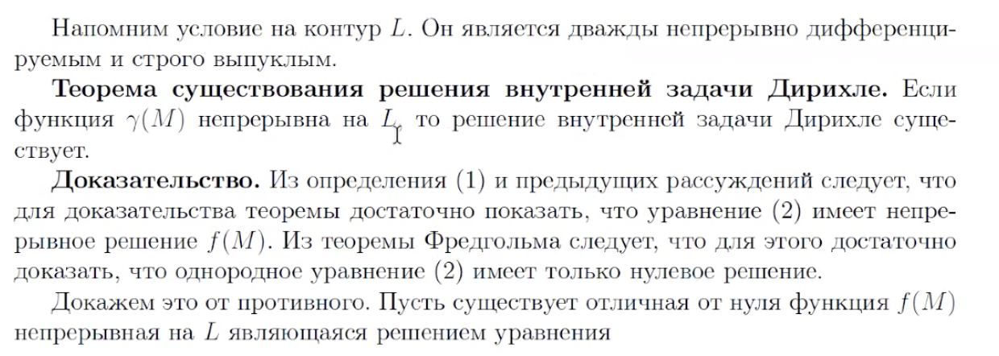 Напомним условие на контур L. Он является дважды непрерывно дифференци-
руемым и строго выпуклым.
Теорема существования решения внутренней задачи Дирихле. Если
функция γ(M) непрерывна на L, то решение внутренней задачи Дирихле суще-
ствует.
Доказательство. Из определения (1) и предыдущих рассуждений следует, что
для доказательства теоремы достаточно показать, что уравнение (2) имеет непре-
рывное решение f(M). Из теоремы Фредгольма следует, что для этого достаточно
доказать, что однородное уравнение (2) имеет только нулевое решение.
Докажем это от противного. Пусть существует отличная от нуля функция f(M)
непрерывная на L являющаяся решением уравнения